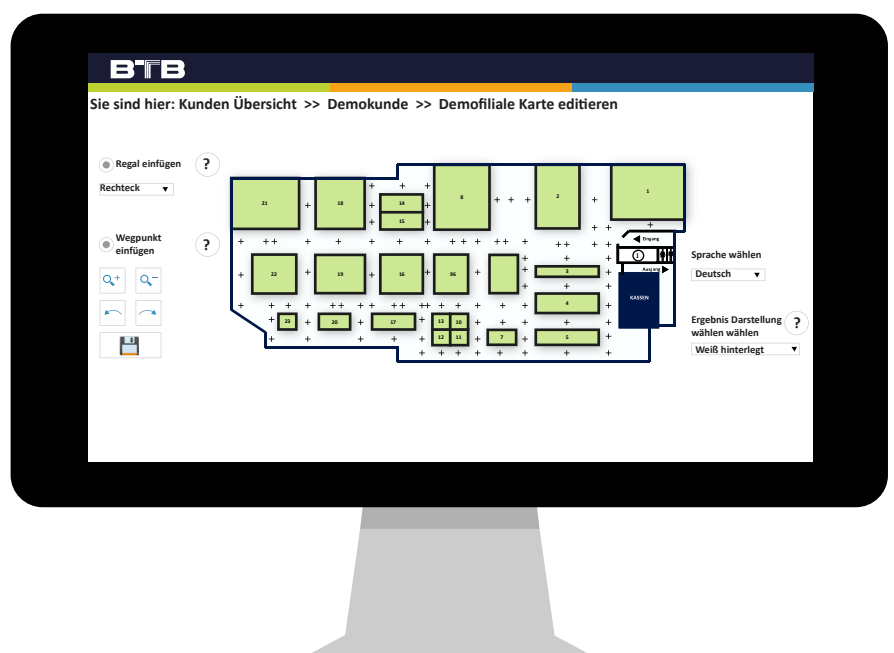 BTB
Sie sind hier: Kunden Übersicht >> Demokunde >> Demofiliale Karte editieren
Regal einfügen
?
Rechteck
Wegpunkt
einfügen
?
21
18
14
15
8
2
1
Eingang
1
Ausgang
22
19
16
96
3
4
KASSEN
23
20
17
13
10
12
11
7
5
Sprache wählen
Deutsch
Ergebnis Darstellung
wählen wählen
?
Weiß hinterlegt